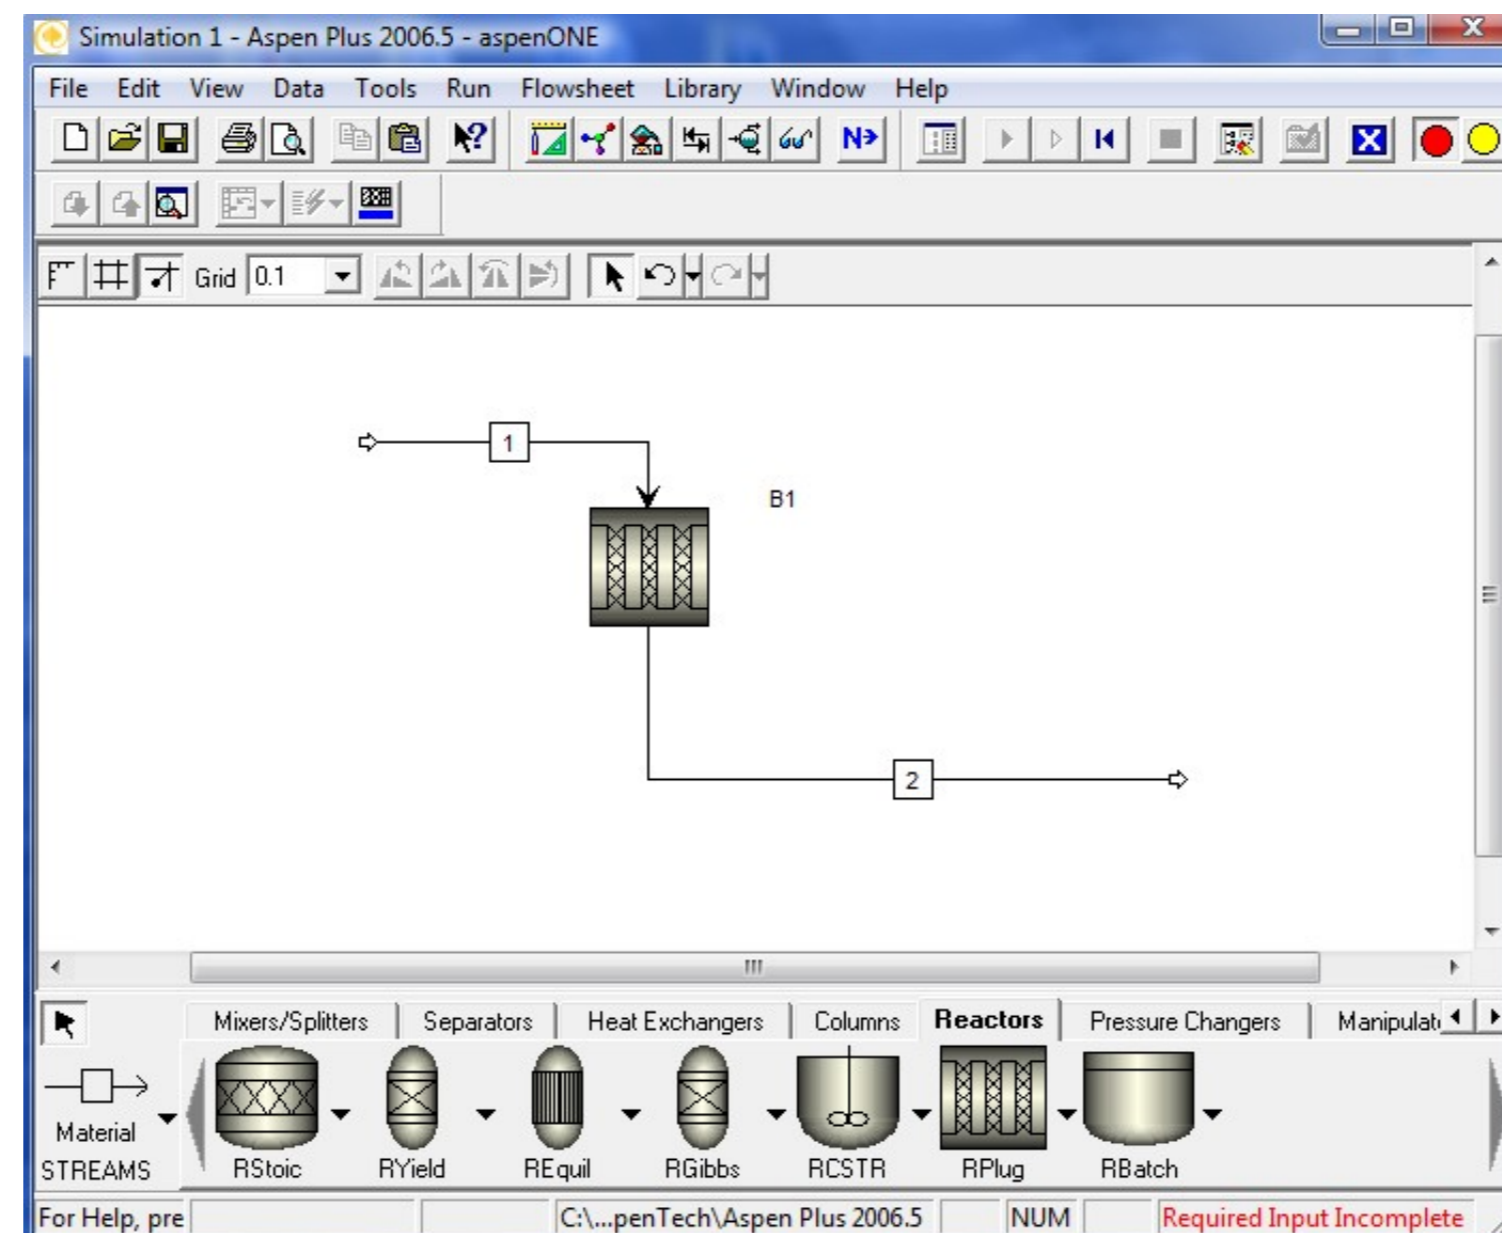 Simulation 1 - Aspen Plus 2006.5 - aspenONE
File Edit View Data Tools Run Flowsheet Library Window Help
N
Grid 0.1
1
B1
2
Mixers/Splitters Separators Heat Exchangers Columns Reactors Pressure Changers Manipulat
Material
STREAMS RStoic RYield REquil RGibbs RCSTR RPlug RBatch
For Help, pre C:\...penTech\Aspen Plus 2006.5 NUM Required Input Incomplete